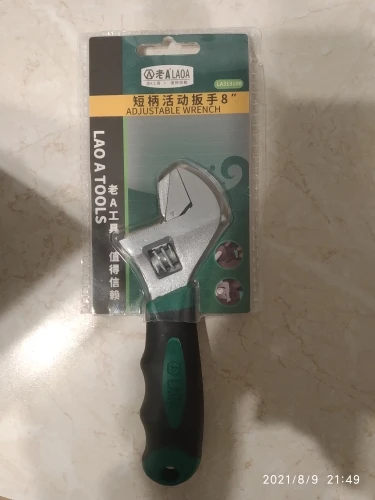 老A LAOA
短柄活动扳手8"
ADJUSTABLE WRENCH
LAO A TOOLS
老A工具,值得信赖
2021/8/9 21:49